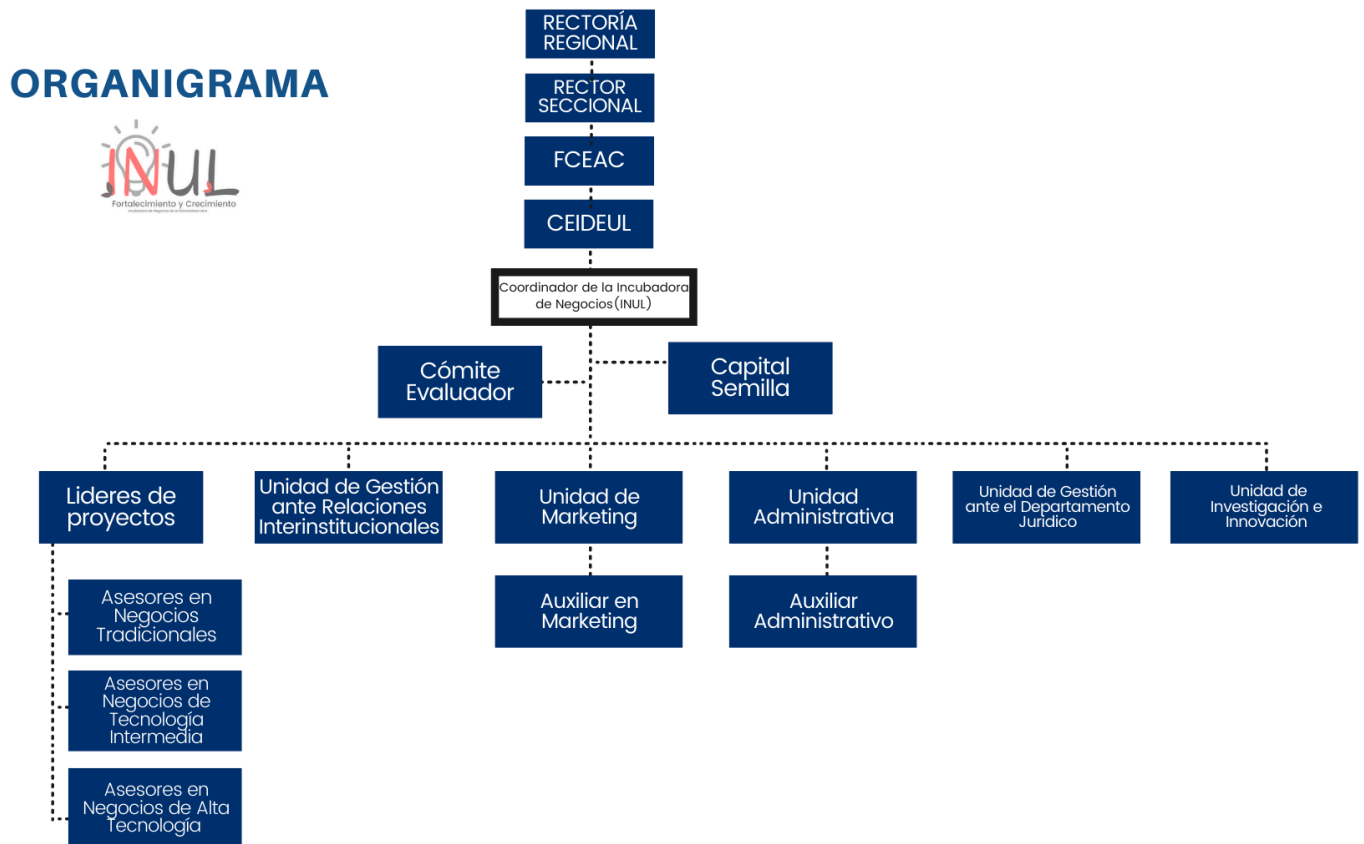 RECTORÍA
REGIONAL
ORGANIGRAMA
RECTOR
SECCIONAL
INUL
Fortalecimiento y Crecimiento
FCEAC
CEIDEUL
Coordinador de la Incubadora
de Negocios(INUL)
Cómite
Evaluador
Capital
Semilla
Lideres de
proyectos
Unidad de Gestión
ante Relaciones
Interinstitucionales
Unidad de
Marketing
Unidad
Administrativa
Unidad de Gestión
ante el Departamento
Juridico
Unidad de
Investigación e
Innovación
Asesores en
Negocios
Tradicionales
Auxiliar en
Marketing
Auxiliar
Administrativo
Asesores en
Negocios de
Tecnología
Intermedia
Asesores en
Negocios de Alta
Tecnología